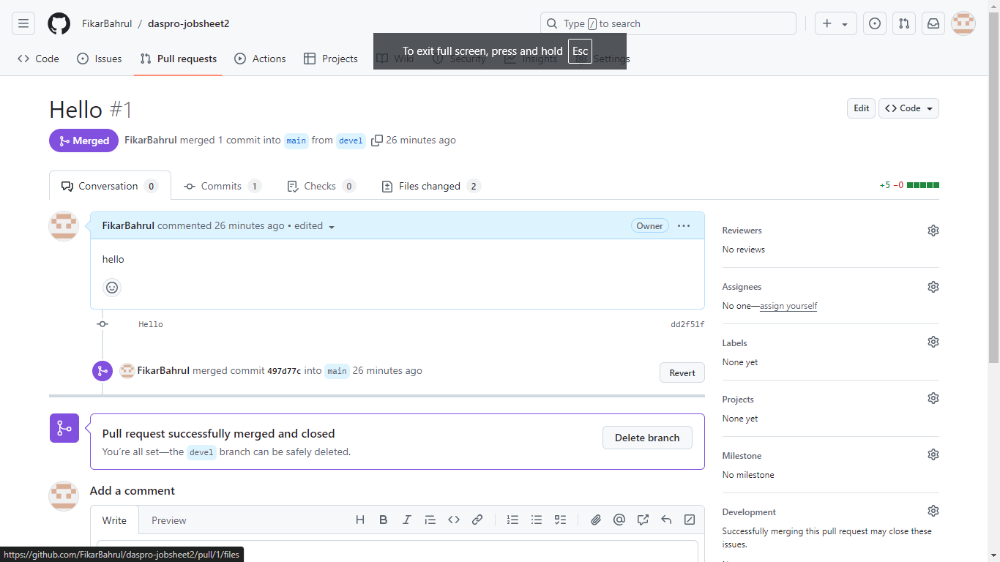 FikarBahrul / daspro-jobsheet2
Type / to search
Code Issues Pull requests Actions Projects Wiki Security Insights Settings
To exit full screen, press and hold Esc
Hello #1
Edit Code
Merged FikarBahrul merged 1 commit into main from devel 26 minutes ago
Conversation 0 Commits 1 Checks 0 Files changed 2
+5 −0
FikarBahrul commented 26 minutes ago • edited
Owner
hello
Hello dd2f51f
FikarBahrul merged commit 497d77c into main 26 minutes ago
Revert
Pull request successfully merged and closed
You're all set—the devel branch can be safely deleted.
Delete branch
Add a comment
Write Preview
Reviewers
No reviews
Assignees
No one—assign yourself
Labels
None yet
Projects
None yet
Milestone
No milestone
Development
Successfully merging this pull request may close these
issues.
https://github.com/FikarBahrul/daspro-jobsheet2/pull/1/files